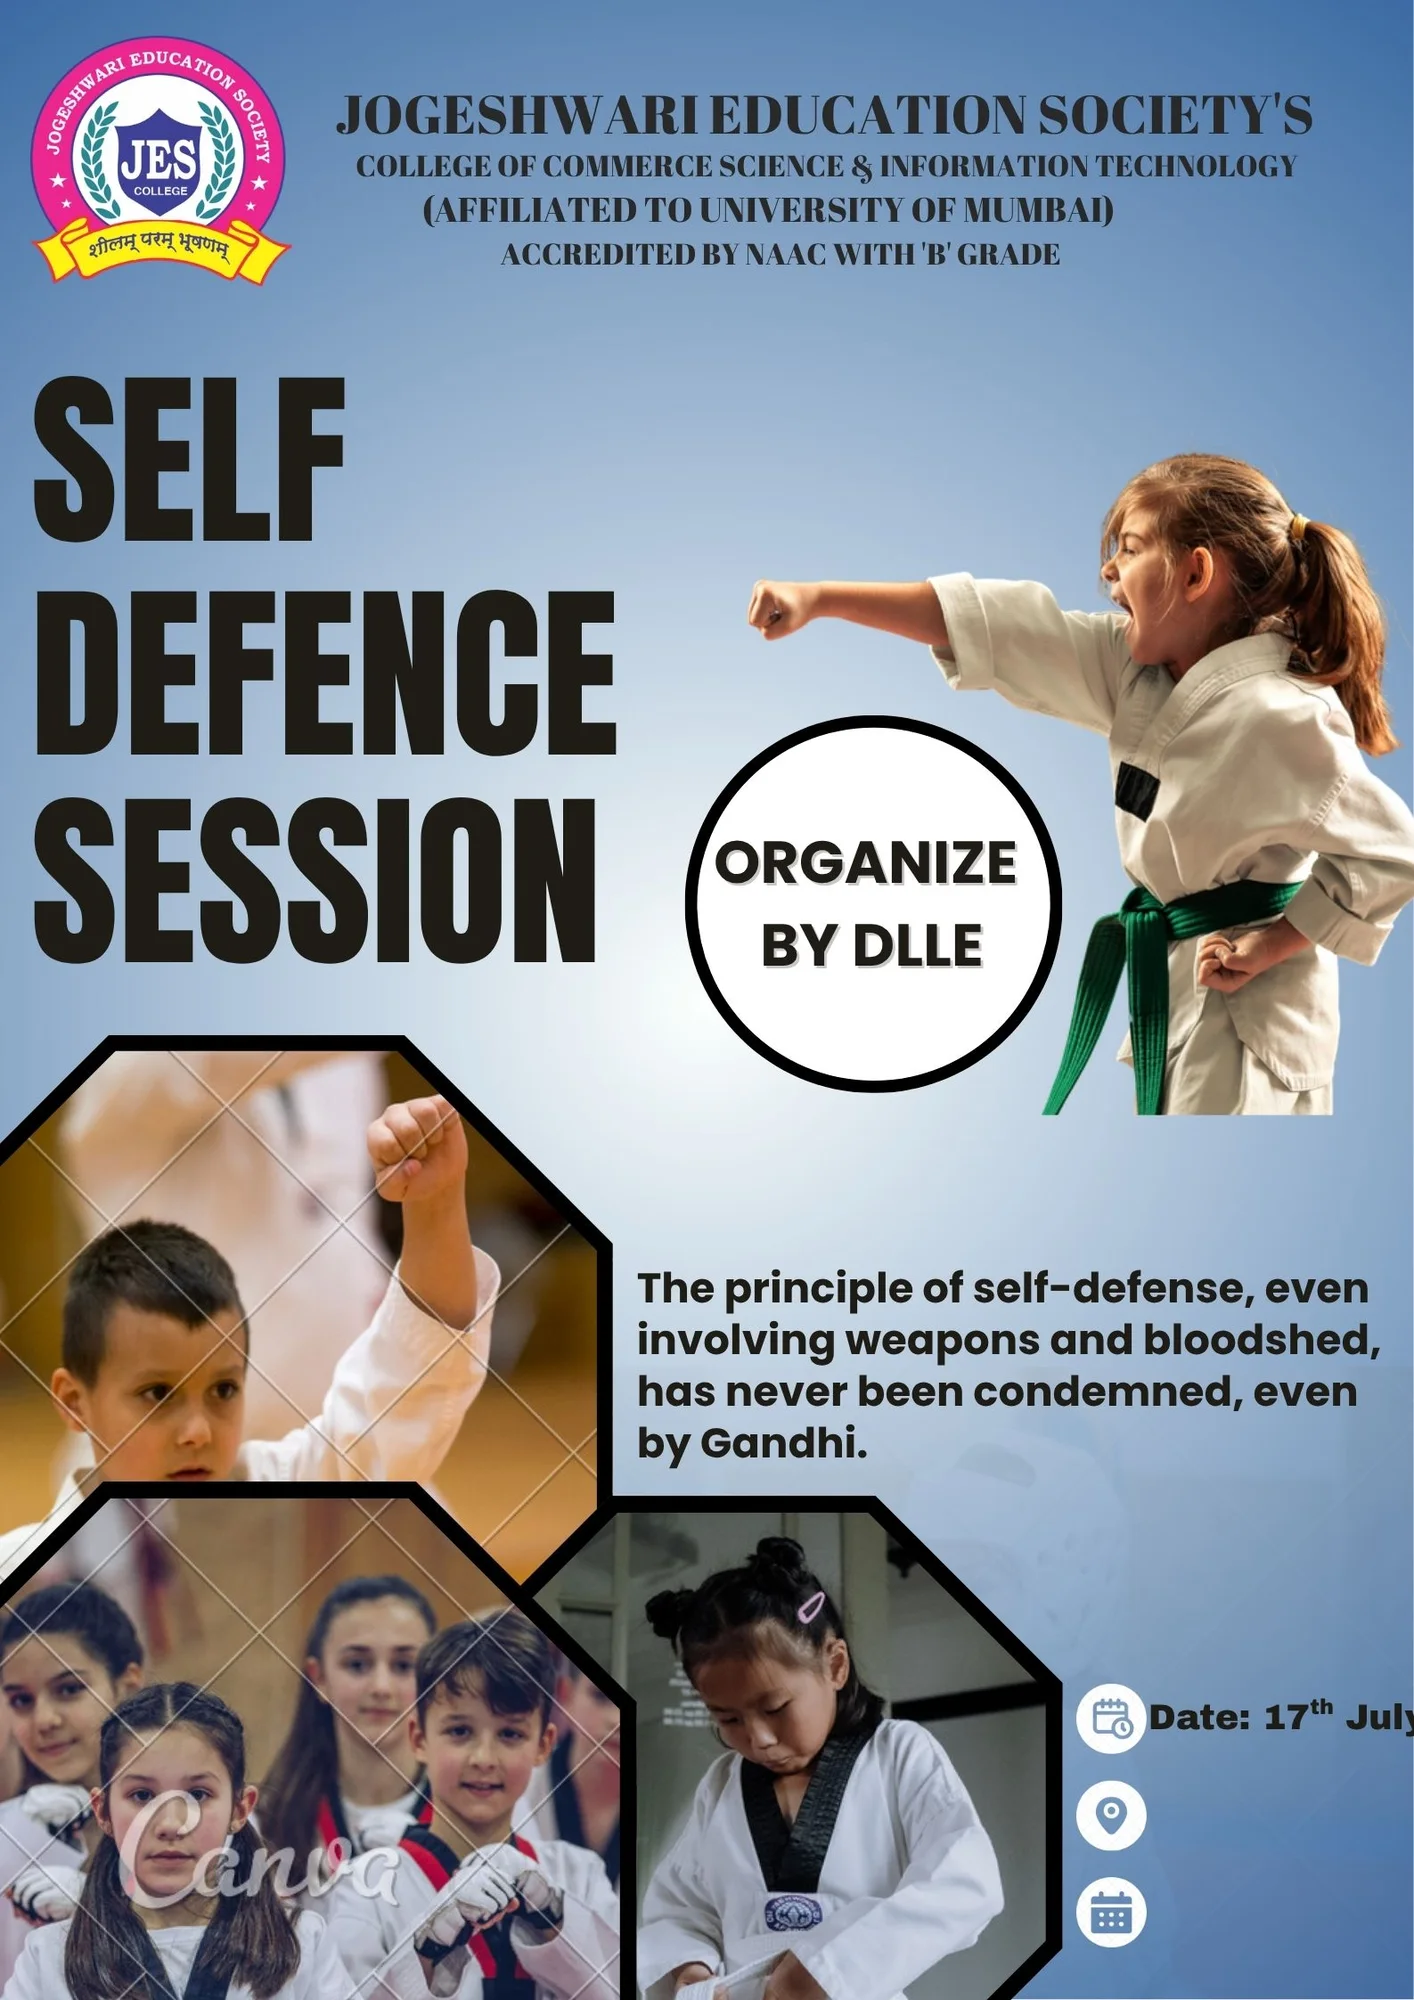 JOGESHWARI EDUCATION SOCIETY
JES
COLLEGE
शीलम् परम् भूषणम्
JOGESHWARI EDUCATION SOCIETY'S
COLLEGE OF COMMERCE SCIENCE & INFORMATION TECHNOLOGY
(AFFILIATED TO UNIVERSITY OF MUMBAI)
ACCREDITED BY NAAC WITH 'B' GRADE
SELF
DEFENCE
SESSION
ORGANIZE
BY DLLE
The principle of self-defense, even
involving weapons and bloodshed,
has never been condemned, even
by Gandhi.
Date: 17th July
Canva